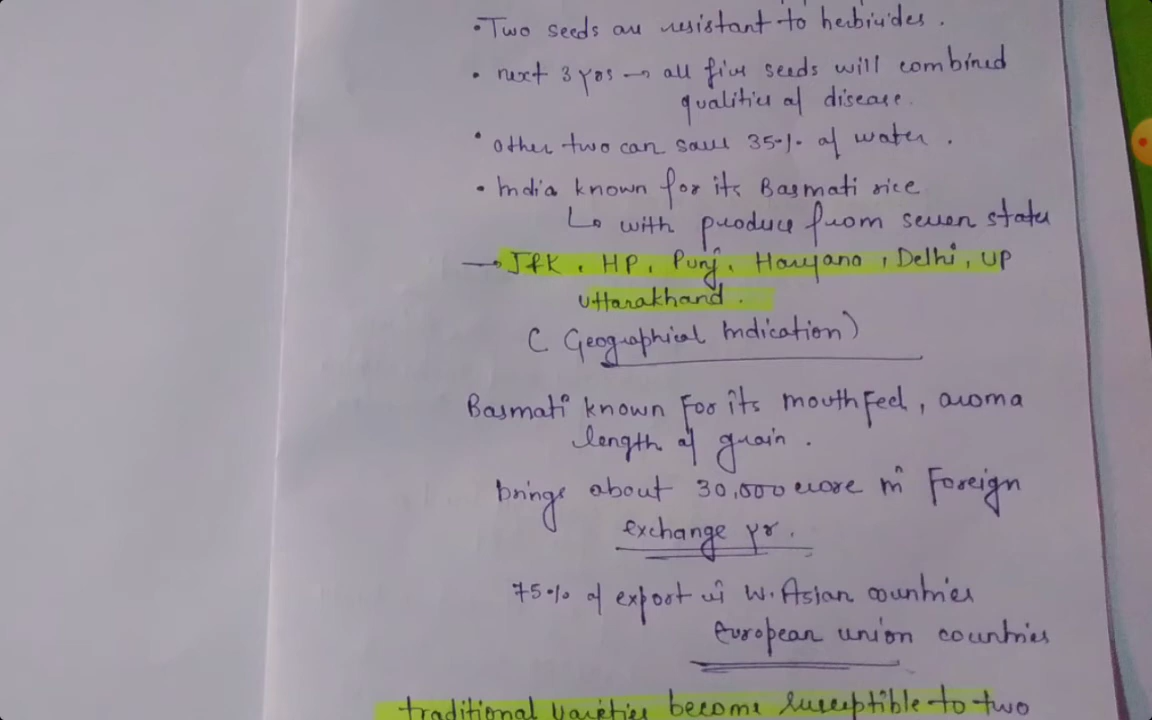 • Two seeds are resistant to herbicides.
• next 3 yrs → all five seeds will combined
qualities of disease.
• other two can save 35% of water.
• India known for its Basmati rice
↳ with produce from seven states
→ J&K, HP, Punj, Haryana, Delhi, UP
Uttarakhand.
(Geographical Indication)
Basmati known for its mouthfeel, aroma
length of grain.
brings about 30,000 crore in Foreign
exchange yr.
75% of export in W. Asian countries
European union countries
traditional varieties become susceptible to two